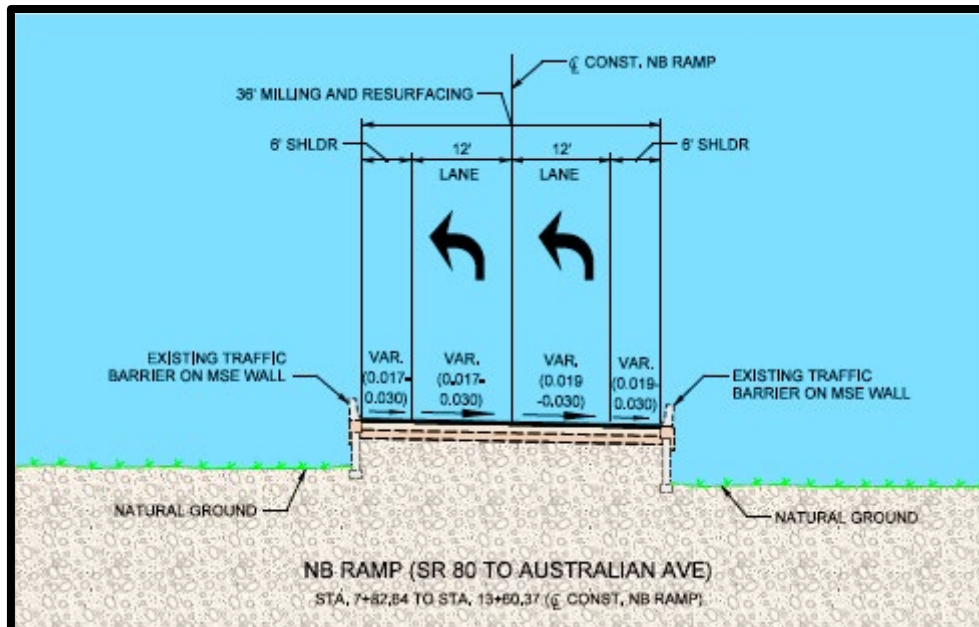 ℄ CONST. NB RAMP
36' MILLING AND RESURFACING
6' SHLDR
12'
LANE
12'
LANE
6' SHLDR
EXISTING TRAFFIC
BARRIER ON MSE WALL
VAR.
(0.017-
0.030)
VAR.
(0.017-
0.030)
VAR.
(0.019
-0.030)
VAR.
(0.019-
0.030)
EXISTING TRAFFIC
BARRIER ON MSE WALL
NATURAL GROUND
NATURAL GROUND
NB RAMP (SR 80 TO AUSTRALIAN AVE)
STA. 7+82.64 TO STA. 13+60.37 (℄ CONST. NB RAMP)